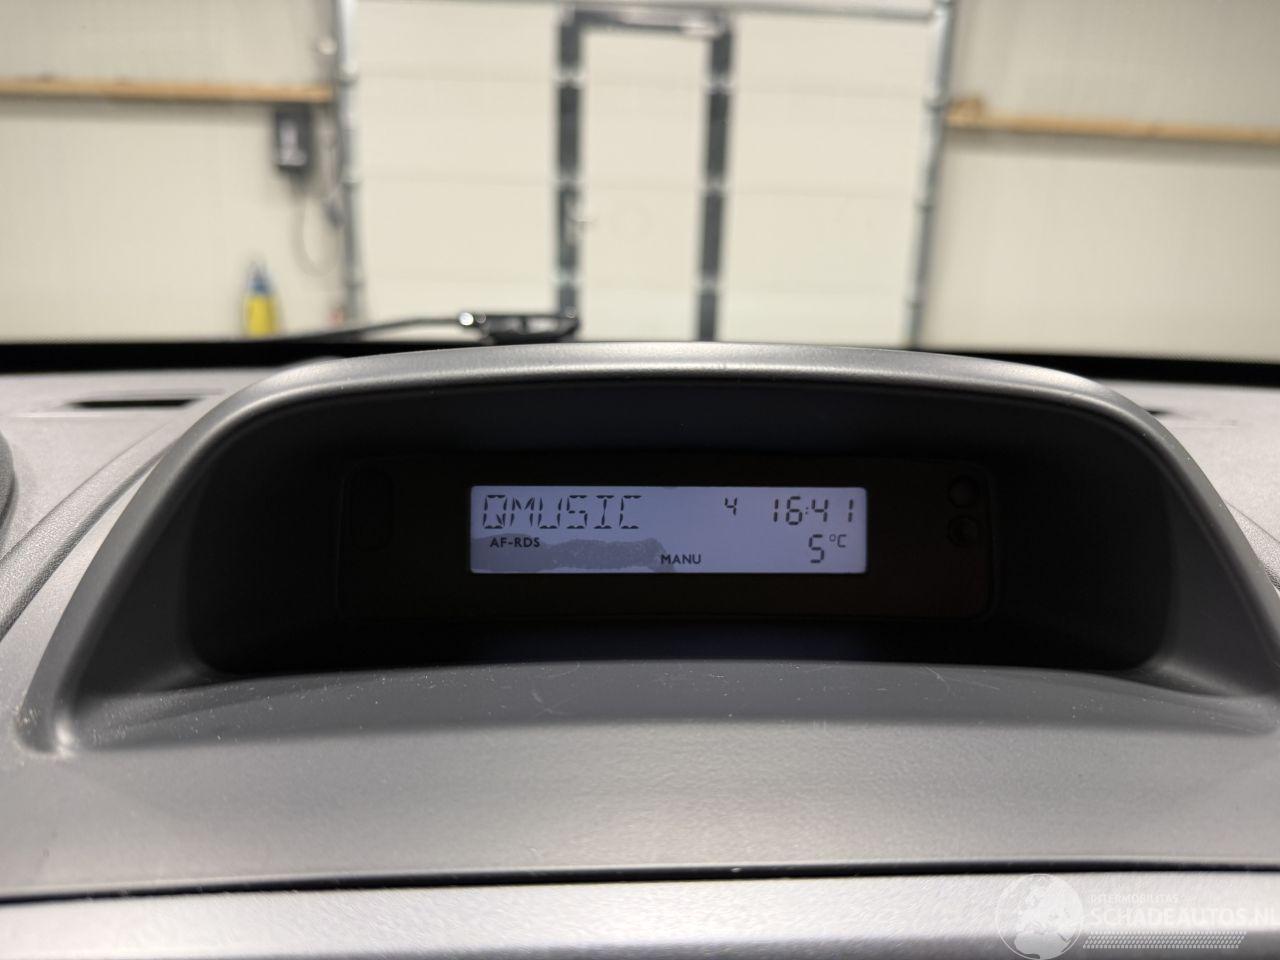 QMUSIC 4 16:41
AF-RDS 5°C
MANU
SCHADEAUTOS.NL